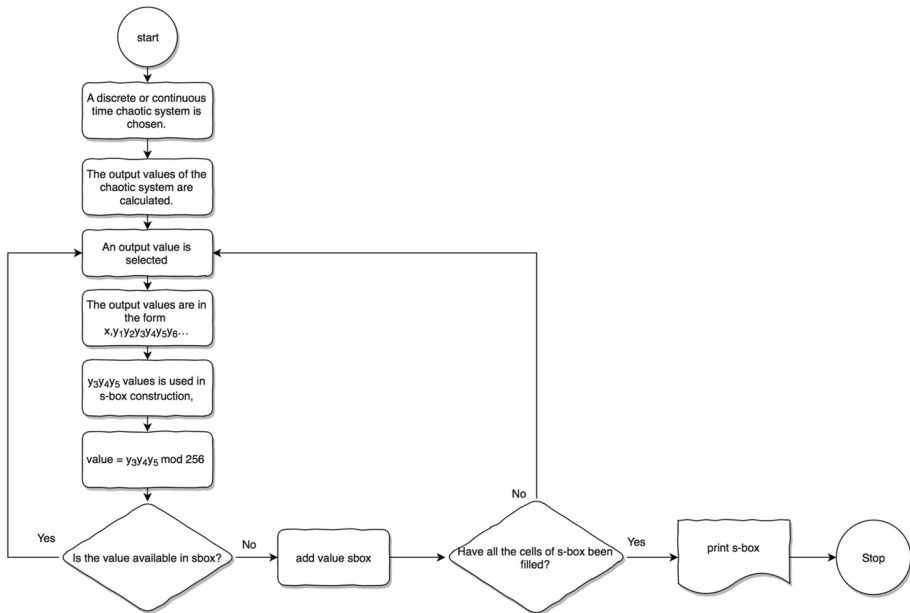 start
A discrete or continuous
time chaotic system is
chosen.
The output values of the
chaotic system are
calculated.
An output value is
selected
The output values are in
the form
x,y₁y₂y₃y₄y₅y₆...
y₃y₄y₅ values is used in
s-box construction,
value = y₃y₄y₅ mod 256
Is the value available in sbox?
Yes
No
add value sbox
Have all the cells of s-box been
filled?
No
Yes
print s-box
Stop